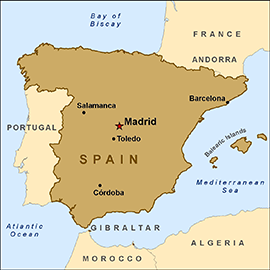 Bay of
Biscay
FRANCE
ANDORRA
Salamanca
Barcelona
Madrid
PORTUGAL
Toledo
Balearic Islands
SPAIN
Mediterranean
Sea
Córdoba
Atlantic
Ocean
GIBRALTAR
ALGERIA
MOROCCO